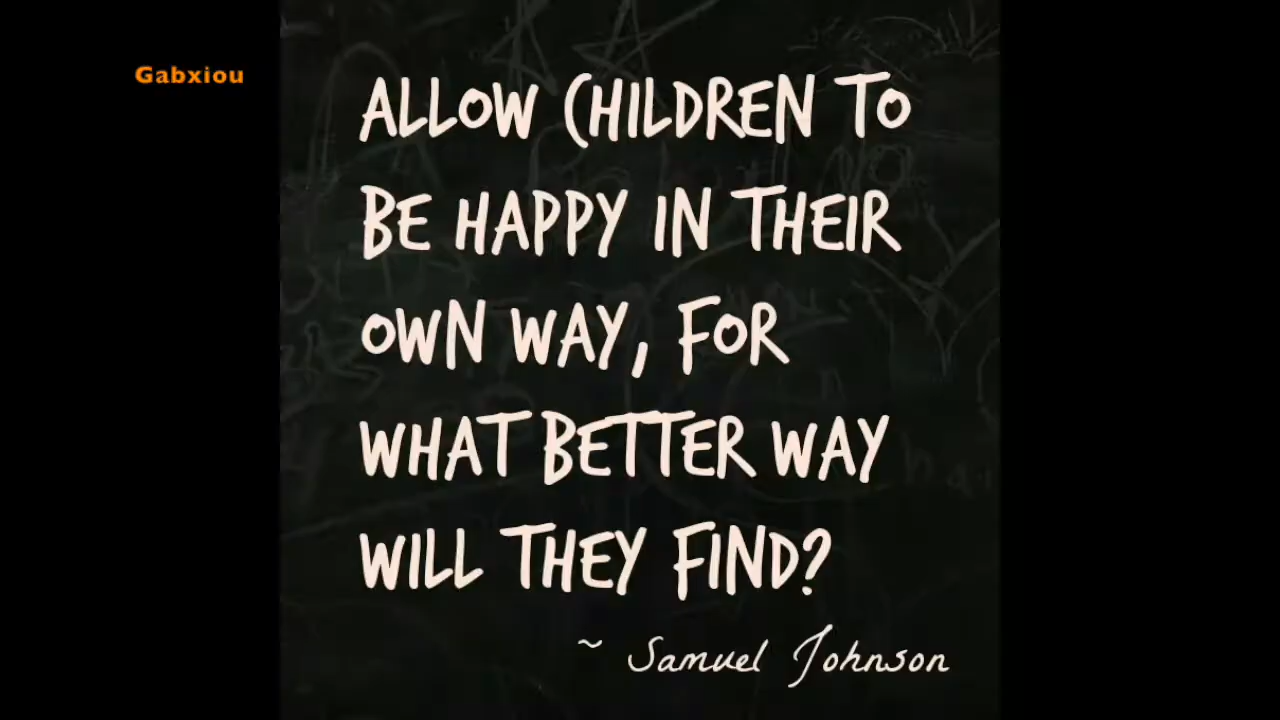 Gabxiou
ALLOW CHILDREN TO
BE HAPPY IN THEIR
OWN WAY, FOR
WHAT BETTER WAY
WILL THEY FIND?
~ Samuel Johnson